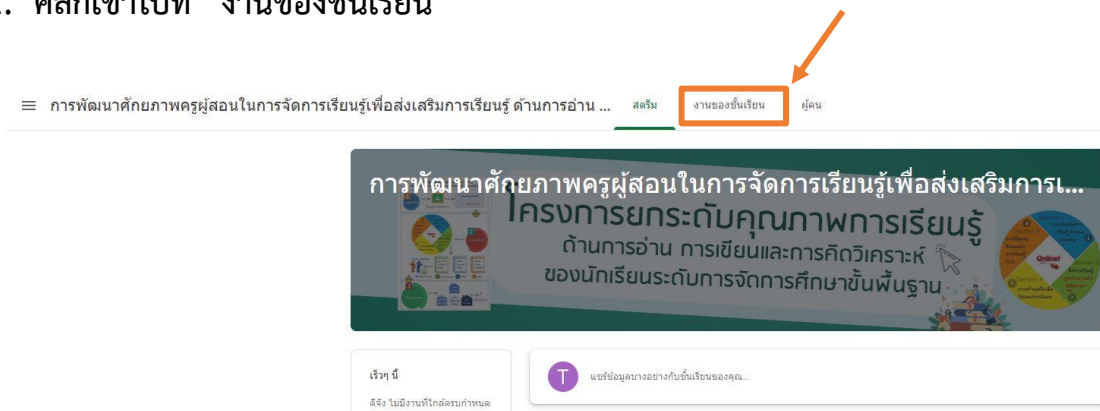 คลิกเข้าไปที่ งานของชั้นเรียน
การพัฒนาศักยภาพครูผู้สอนในการจัดการเรียนรู้เพื่อส่งเสริมการเรียนรู้ ด้านการอ่าน ... สตรีม งานของชั้นเรียน ผู้คน
การพัฒนาศักยภาพครูผู้สอนในการจัดการเรียนรู้เพื่อส่งเสริมการเ...
โครงการยกระดับคุณภาพการเรียนรู้
ด้านการอ่าน การเขียนและการคิดวิเคราะห์
ของนักเรียนระดับการจัดการศึกษาขั้นพื้นฐาน
เร็วๆ นี้
ดีจัง ไม่มีงานที่ใกล้ครบกำหนด
T แชร์ข้อมูลบางอย่างกับชั้นเรียนของคุณ...